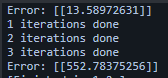 Error: [[13.58972631]]
1 iterations done
2 iterations done
3 iterations done
Error: [[552.78375256]]